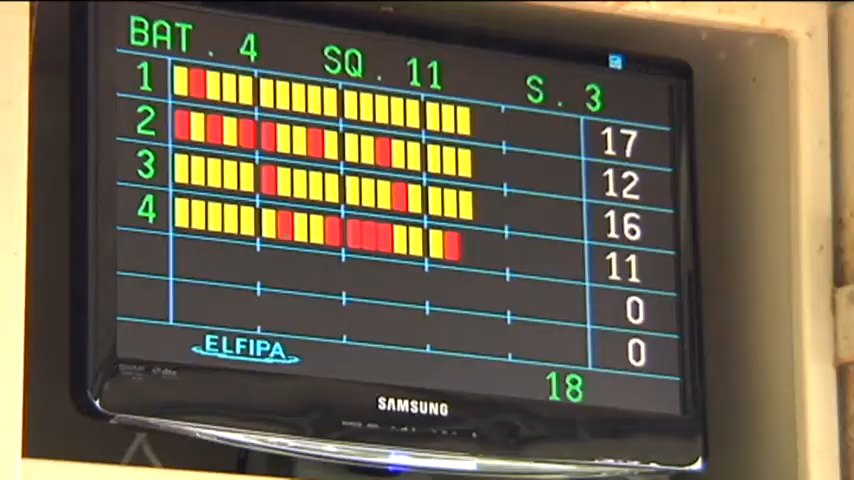 BAT . 4 SQ . 11 S . 3
1 17
2 12
3 16
4 11
0
0
ELFIPA 18
SAMSUNG